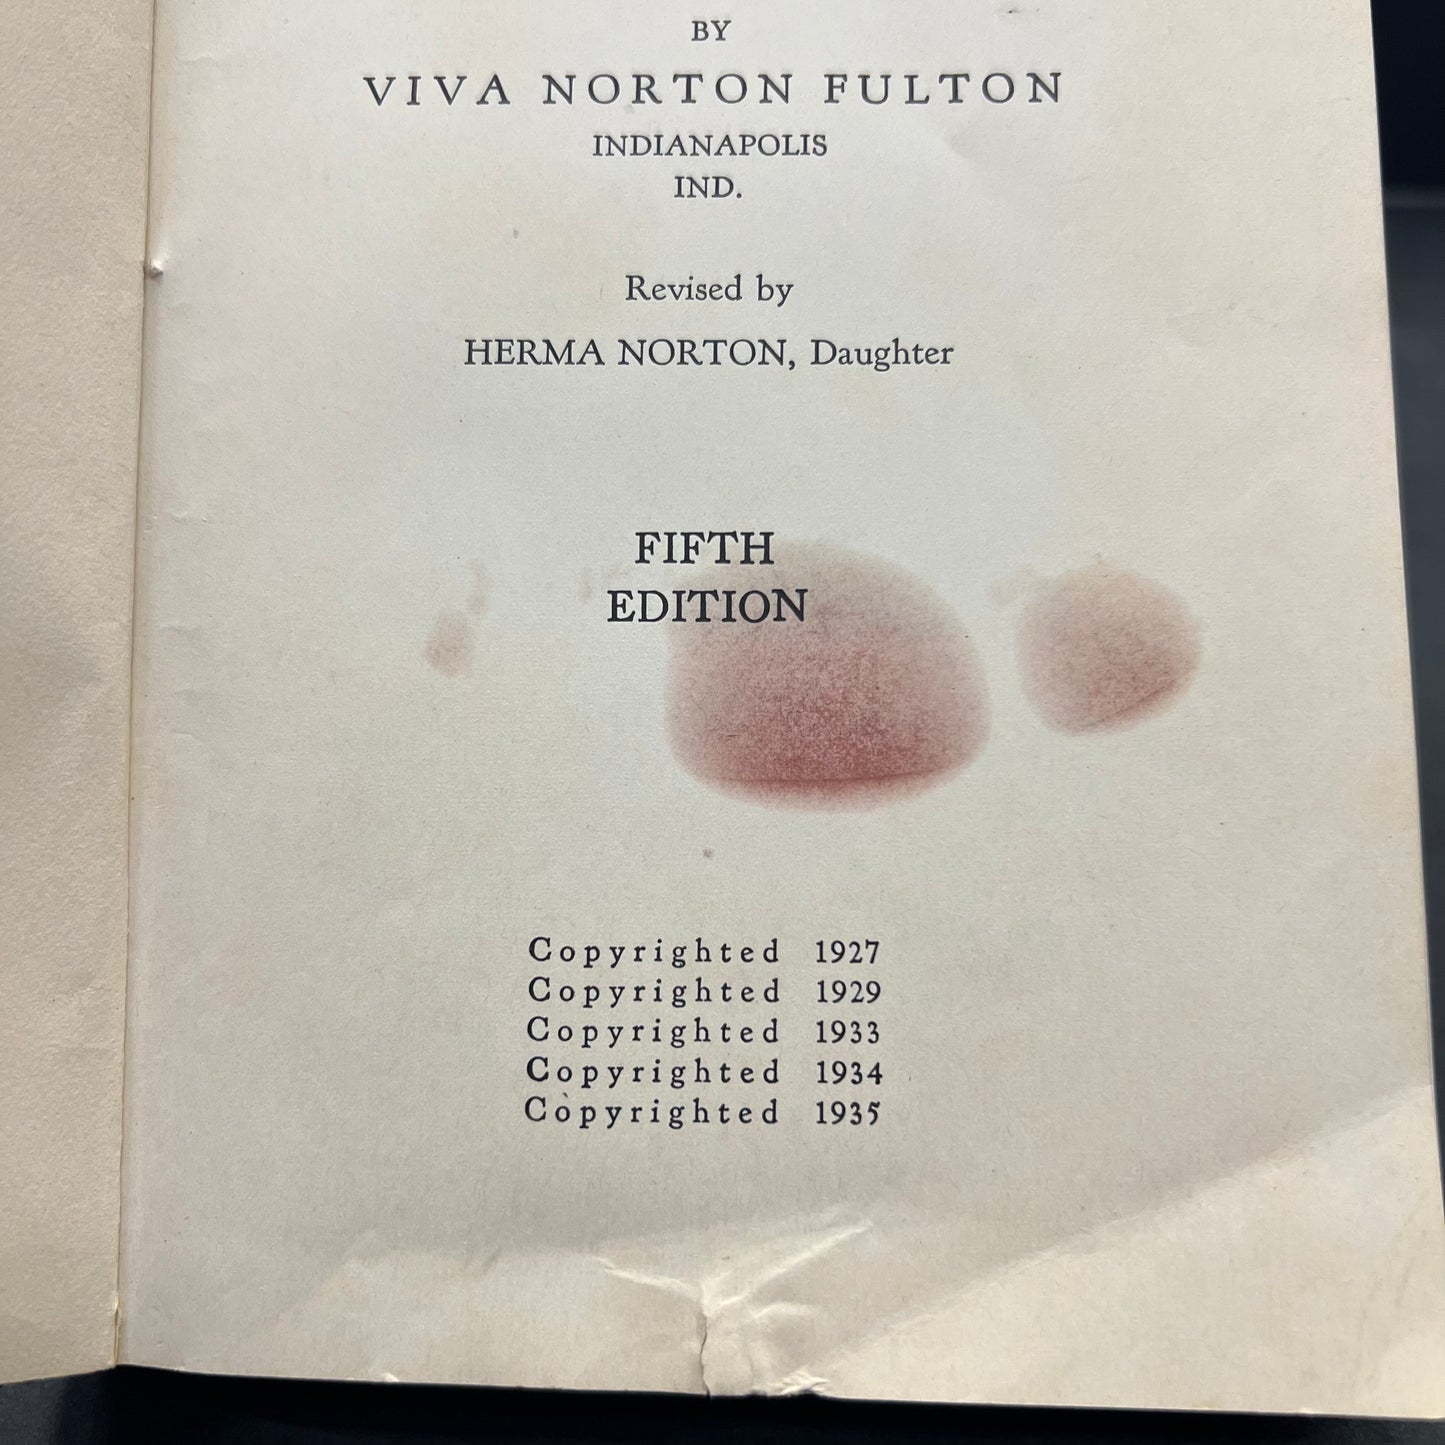 BY
VIVA NORTON FULTON
INDIANAPOLIS
IND.
Revised by
HERMA NORTON, Daughter
FIFTH
EDITION
Copyrighted 1927
Copyrighted 1929
Copyrighted 1933
Copyrighted 1934
Copyrighted 1935